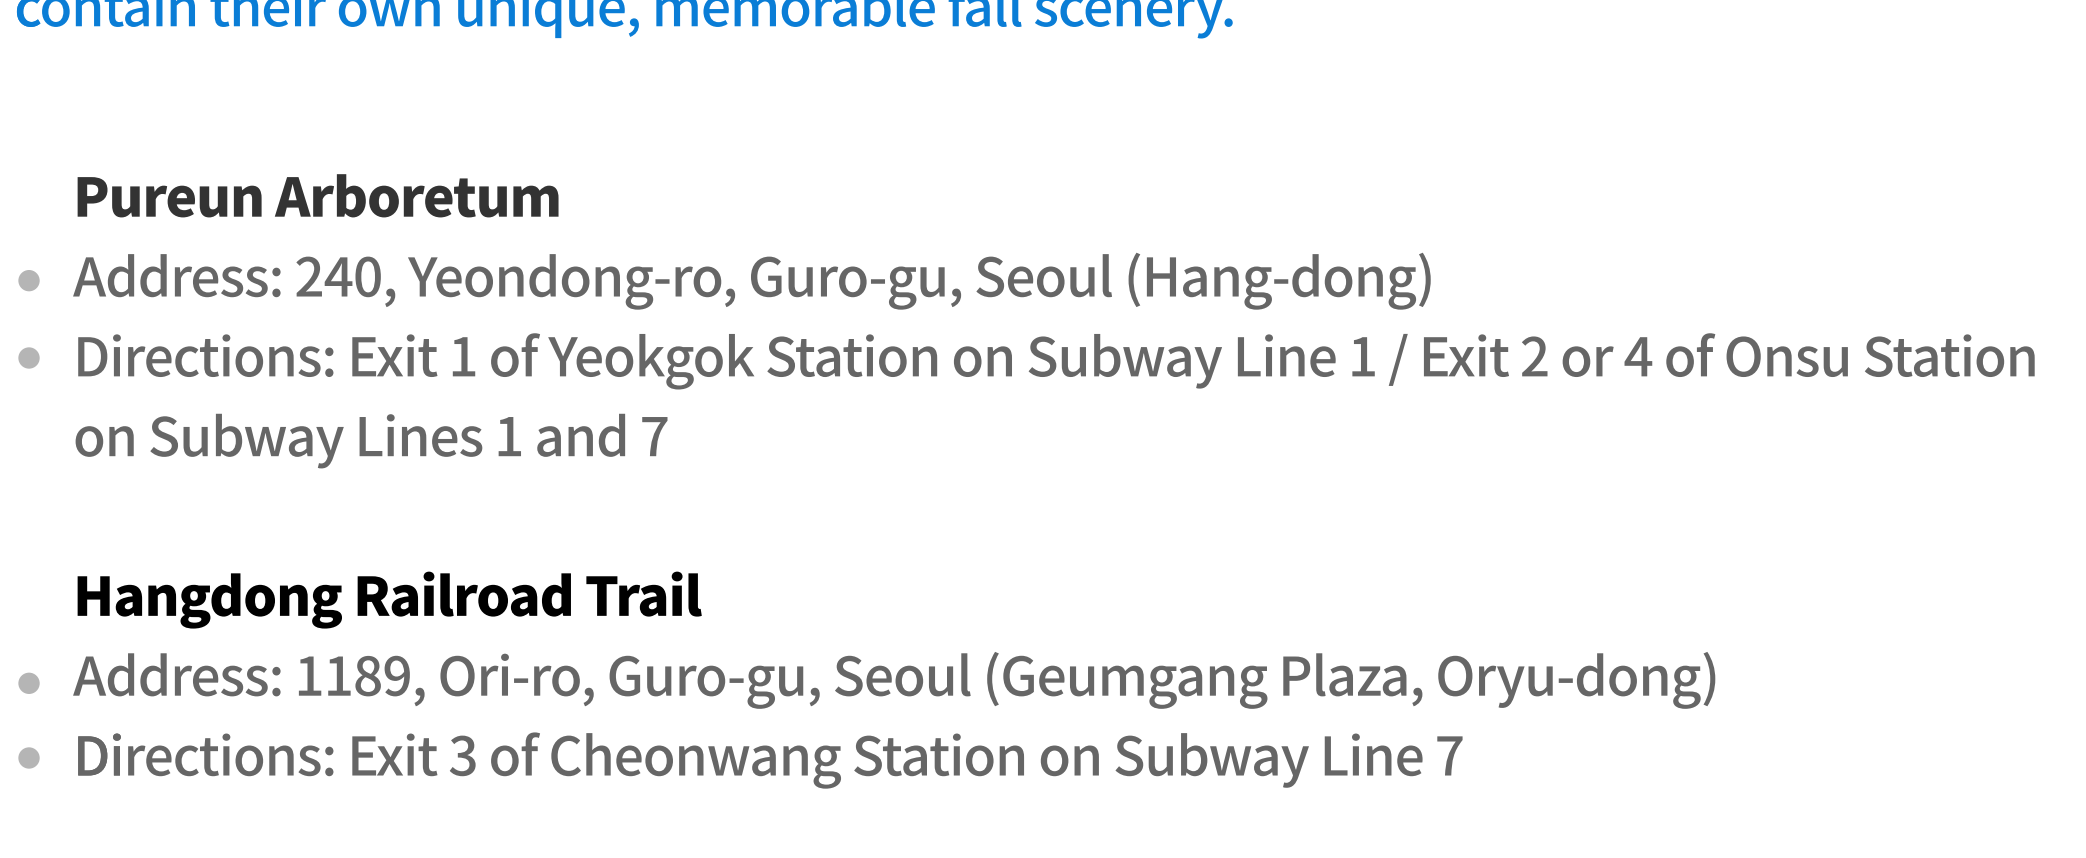 contain their own unique, memorable fall scenery.
Pureun Arboretum
Address: 240, Yeondong-ro, Guro-gu, Seoul (Hang-dong)
Directions: Exit 1 of Yeokgok Station on Subway Line 1 / Exit 2 or 4 of Onsu Station
on Subway Lines 1 and 7
Hangdong Railroad Trail
Address: 1189, Ori-ro, Guro-gu, Seoul (Geumgang Plaza, Oryu-dong)
Directions: Exit 3 of Cheonwang Station on Subway Line 7